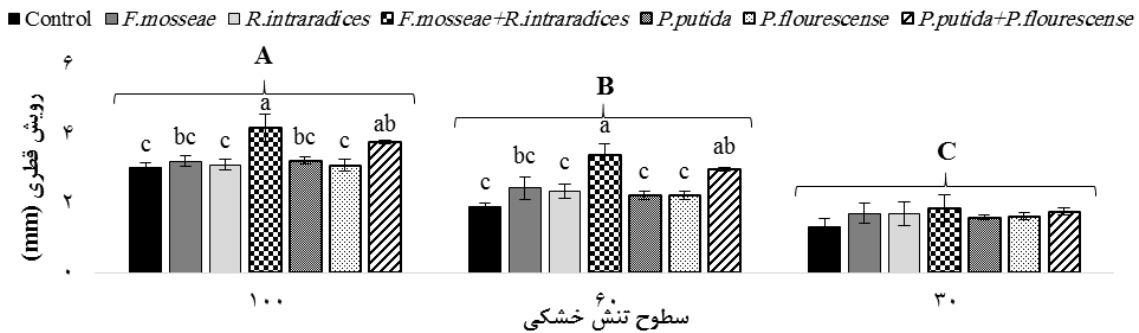 Control F.mosseae R.intraradices F.mosseae+R.intraradices P.putida P.flourescense P.putida+P.flourescense
رویش قطری (mm)
۶
۴
۲
۰
A
c bc c a bc c ab
B
c bc c a c c ab
C
۱۰۰ ۶۰ ۳۰
سطوح تنش خشکی